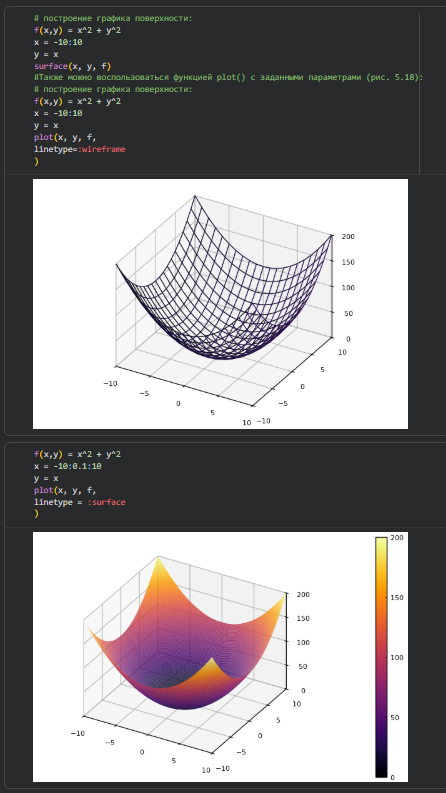 # построение графика поверхности:
f(x,y) = x^2 + y^2
x = -10:10
y = x
surface(x, y, f)
#Также можно воспользоваться функцией plot() с заданными параметрами (рис. 5.18):
# построение графика поверхности:
f(x,y) = x^2 + y^2
x = -10:10
y = x
plot(x, y, f,
linetype=:wireframe
)
200
150
100
50
0
10
5
0
−5
−10
−10
−5
0
5
10
f(x,y) = x^2 + y^2
x = -10:0.1:10
y = x
plot(x, y, f,
linetype = :surface
)
200
150
100
50
0
10
5
0
−5
−10
−10
−5
0
5
10
200
150
100
50
0